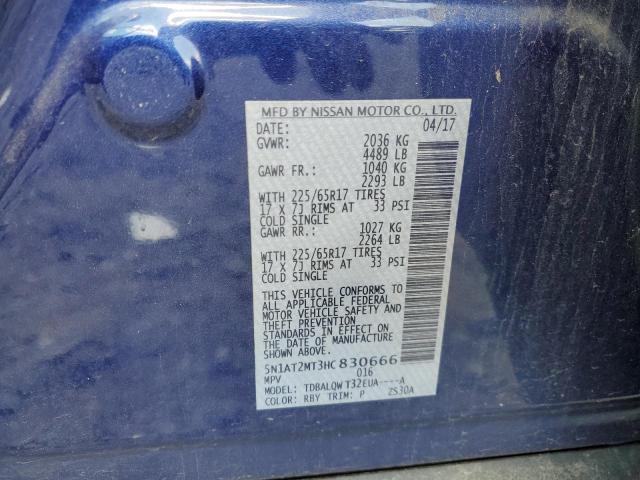 MFD BY NISSAN MOTOR CO., LTD.
DATE: 04/17
GVWR: 2036 KG
4489 LB
GAWR FR.: 1040 KG
2293 LB
WITH 225/65R17 TIRES
17 X 7J RIMS AT 33 PSI
COLD SINGLE
GAWR RR.: 1027 KG
2264 LB
WITH 225/65R17 TIRES
17 X 7J RIMS AT 33 PSI
COLD SINGLE
THIS VEHICLE CONFORMS TO
ALL APPLICABLE FEDERAL
MOTOR VEHICLE SAFETY AND
THEFT PREVENTION
STANDARDS IN EFFECT ON
THE DATE OF MANUFACTURE
SHOWN ABOVE.
5N1AT2MT3HC830666
MPV 016
MODEL: TDBALQWT32EUA----A
COLOR: RBY TRIM: P ZS30A